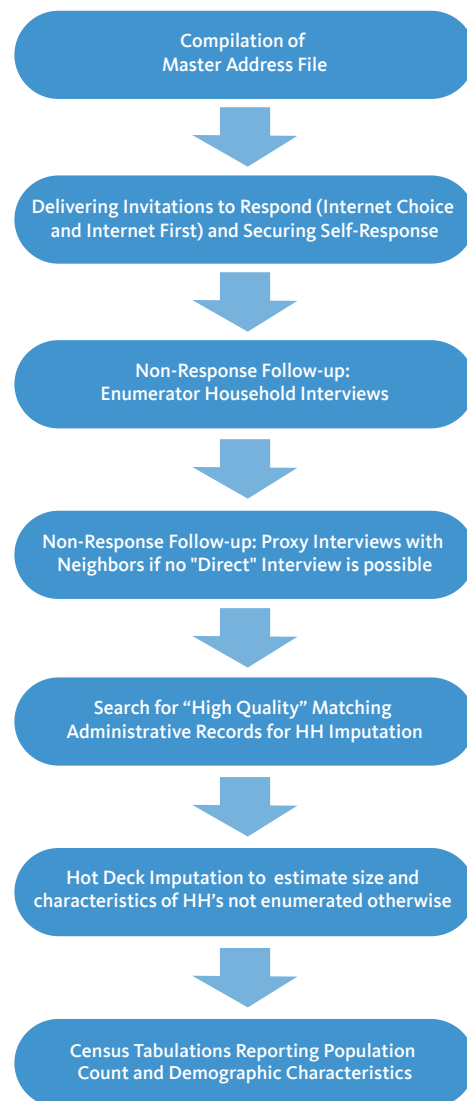 Compilation of
Master Address File
Delivering Invitations to Respond (Internet Choice
and Internet First) and Securing Self-Response
Non-Response Follow-up:
Enumerator Household Interviews
Non-Response Follow-up: Proxy Interviews with
Neighbors if no "Direct" Interview is possible
Search for “High Quality” Matching
Administrative Records for HH Imputation
Hot Deck Imputation to estimate size and
characteristics of HH’s not enumerated otherwise
Census Tabulations Reporting Population
Count and Demographic Characteristics